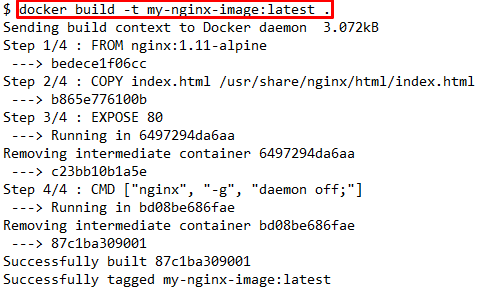 $ docker build -t my-nginx-image:latest .
Sending build context to Docker daemon  3.072kB
Step 1/4 : FROM nginx:1.11-alpine
 ---> bedece1f06cc
Step 2/4 : COPY index.html /usr/share/nginx/html/index.html
 ---> b865e776100b
Step 3/4 : EXPOSE 80
 ---> Running in 6497294da6aa
Removing intermediate container 6497294da6aa
 ---> c23bb10b1a5e
Step 4/4 : CMD ["nginx", "-g", "daemon off;"]
 ---> Running in bd08be686fae
Removing intermediate container bd08be686fae
 ---> 87c1ba309001
Successfully built 87c1ba309001
Successfully tagged my-nginx-image:latest